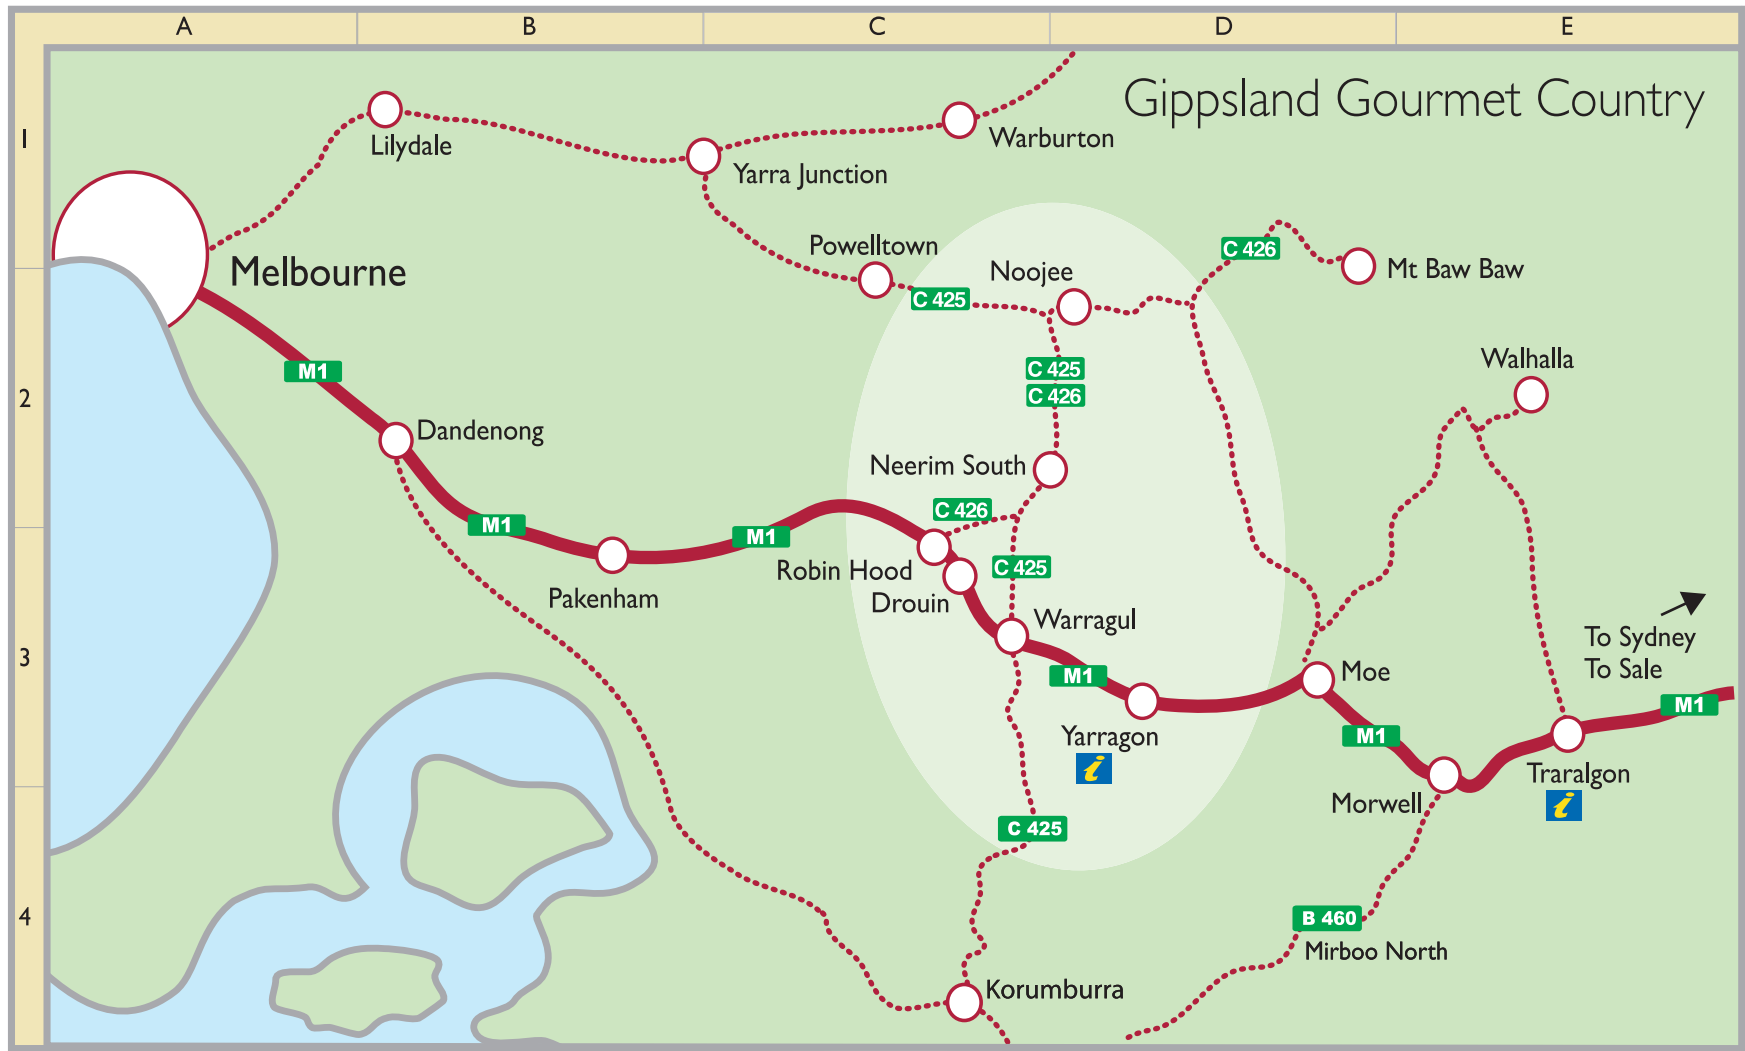 A B C D E
Gippsland Gourmet Country
1
Lilydale
Warburton
Yarra Junction
Powelltown
C 426
Noojee
Mt Baw Baw
Melbourne
C 425
M1
C 425
C 426
Walhalla
2
Dandenong
Neerim South
C 426
M1
M1
Robin Hood
C 425
Pakenham
Drouin
Warragul
To Sydney
To Sale
3
M1
Moe
M1
Yarragon
i
M1
Traralgon
i
Morwell
C 425
4
B 460
Mirboo North
Korumburra